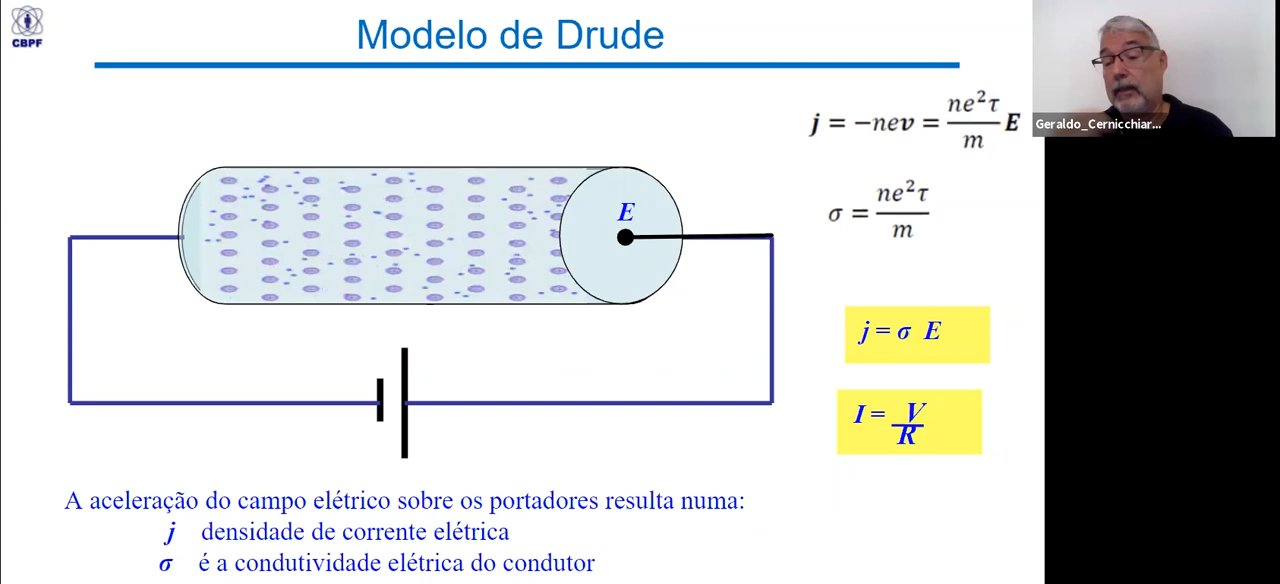 CBPF
Modelo de Drude
j = −nev = ne²τ/m E
Geraldo_Cernicchiar...
σ = ne²τ/m
E
j = σ E
I = V/R
A aceleração do campo elétrico sobre os portadores resulta numa:
j densidade de corrente elétrica
σ é a condutividade elétrica do condutor